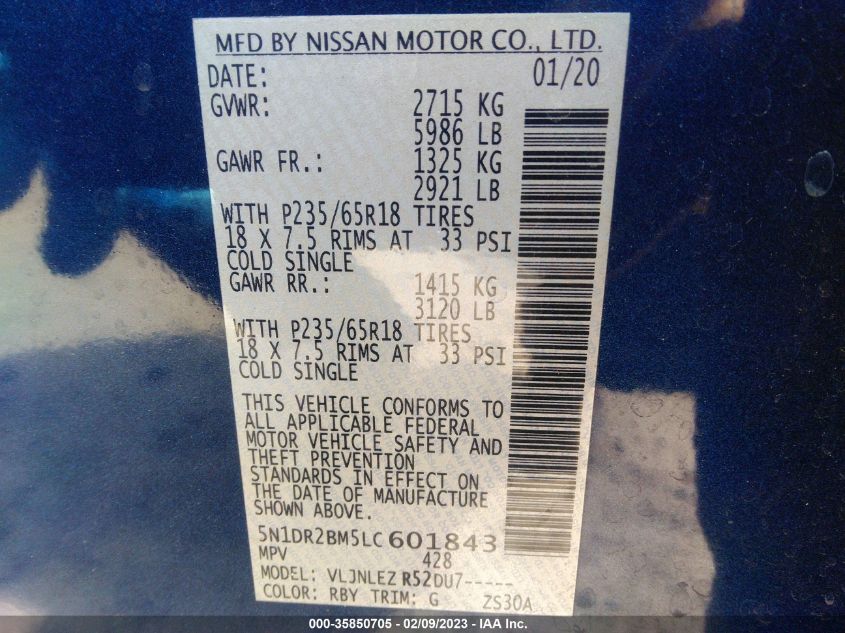 MFD BY NISSAN MOTOR CO., LTD.
DATE: 01/20
GVWR: 2715 KG
5986 LB
GAWR FR.: 1325 KG
2921 LB
WITH P235/65R18 TIRES
18 X 7.5 RIMS AT 33 PSI
COLD SINGLE
GAWR RR.: 1415 KG
3120 LB
WITH P235/65R18 TIRES
18 X 7.5 RIMS AT 33 PSI
COLD SINGLE
THIS VEHICLE CONFORMS TO
ALL APPLICABLE FEDERAL
MOTOR VEHICLE SAFETY AND
THEFT PREVENTION
STANDARDS IN EFFECT ON
THE DATE OF MANUFACTURE
SHOWN ABOVE.
5N1DR2BM5LC601843
MPV 428
MODEL: VLJNLEZ R52DU7-----
COLOR: RBY TRIM: G ZS30A
000-35850705 - 02/09/2023 - IAA Inc.